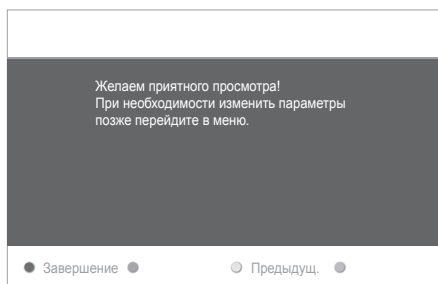 Желаем приятного просмотра!
При необходимости изменить параметры
позже перейдите в меню.
Завершение
Предыдущ.